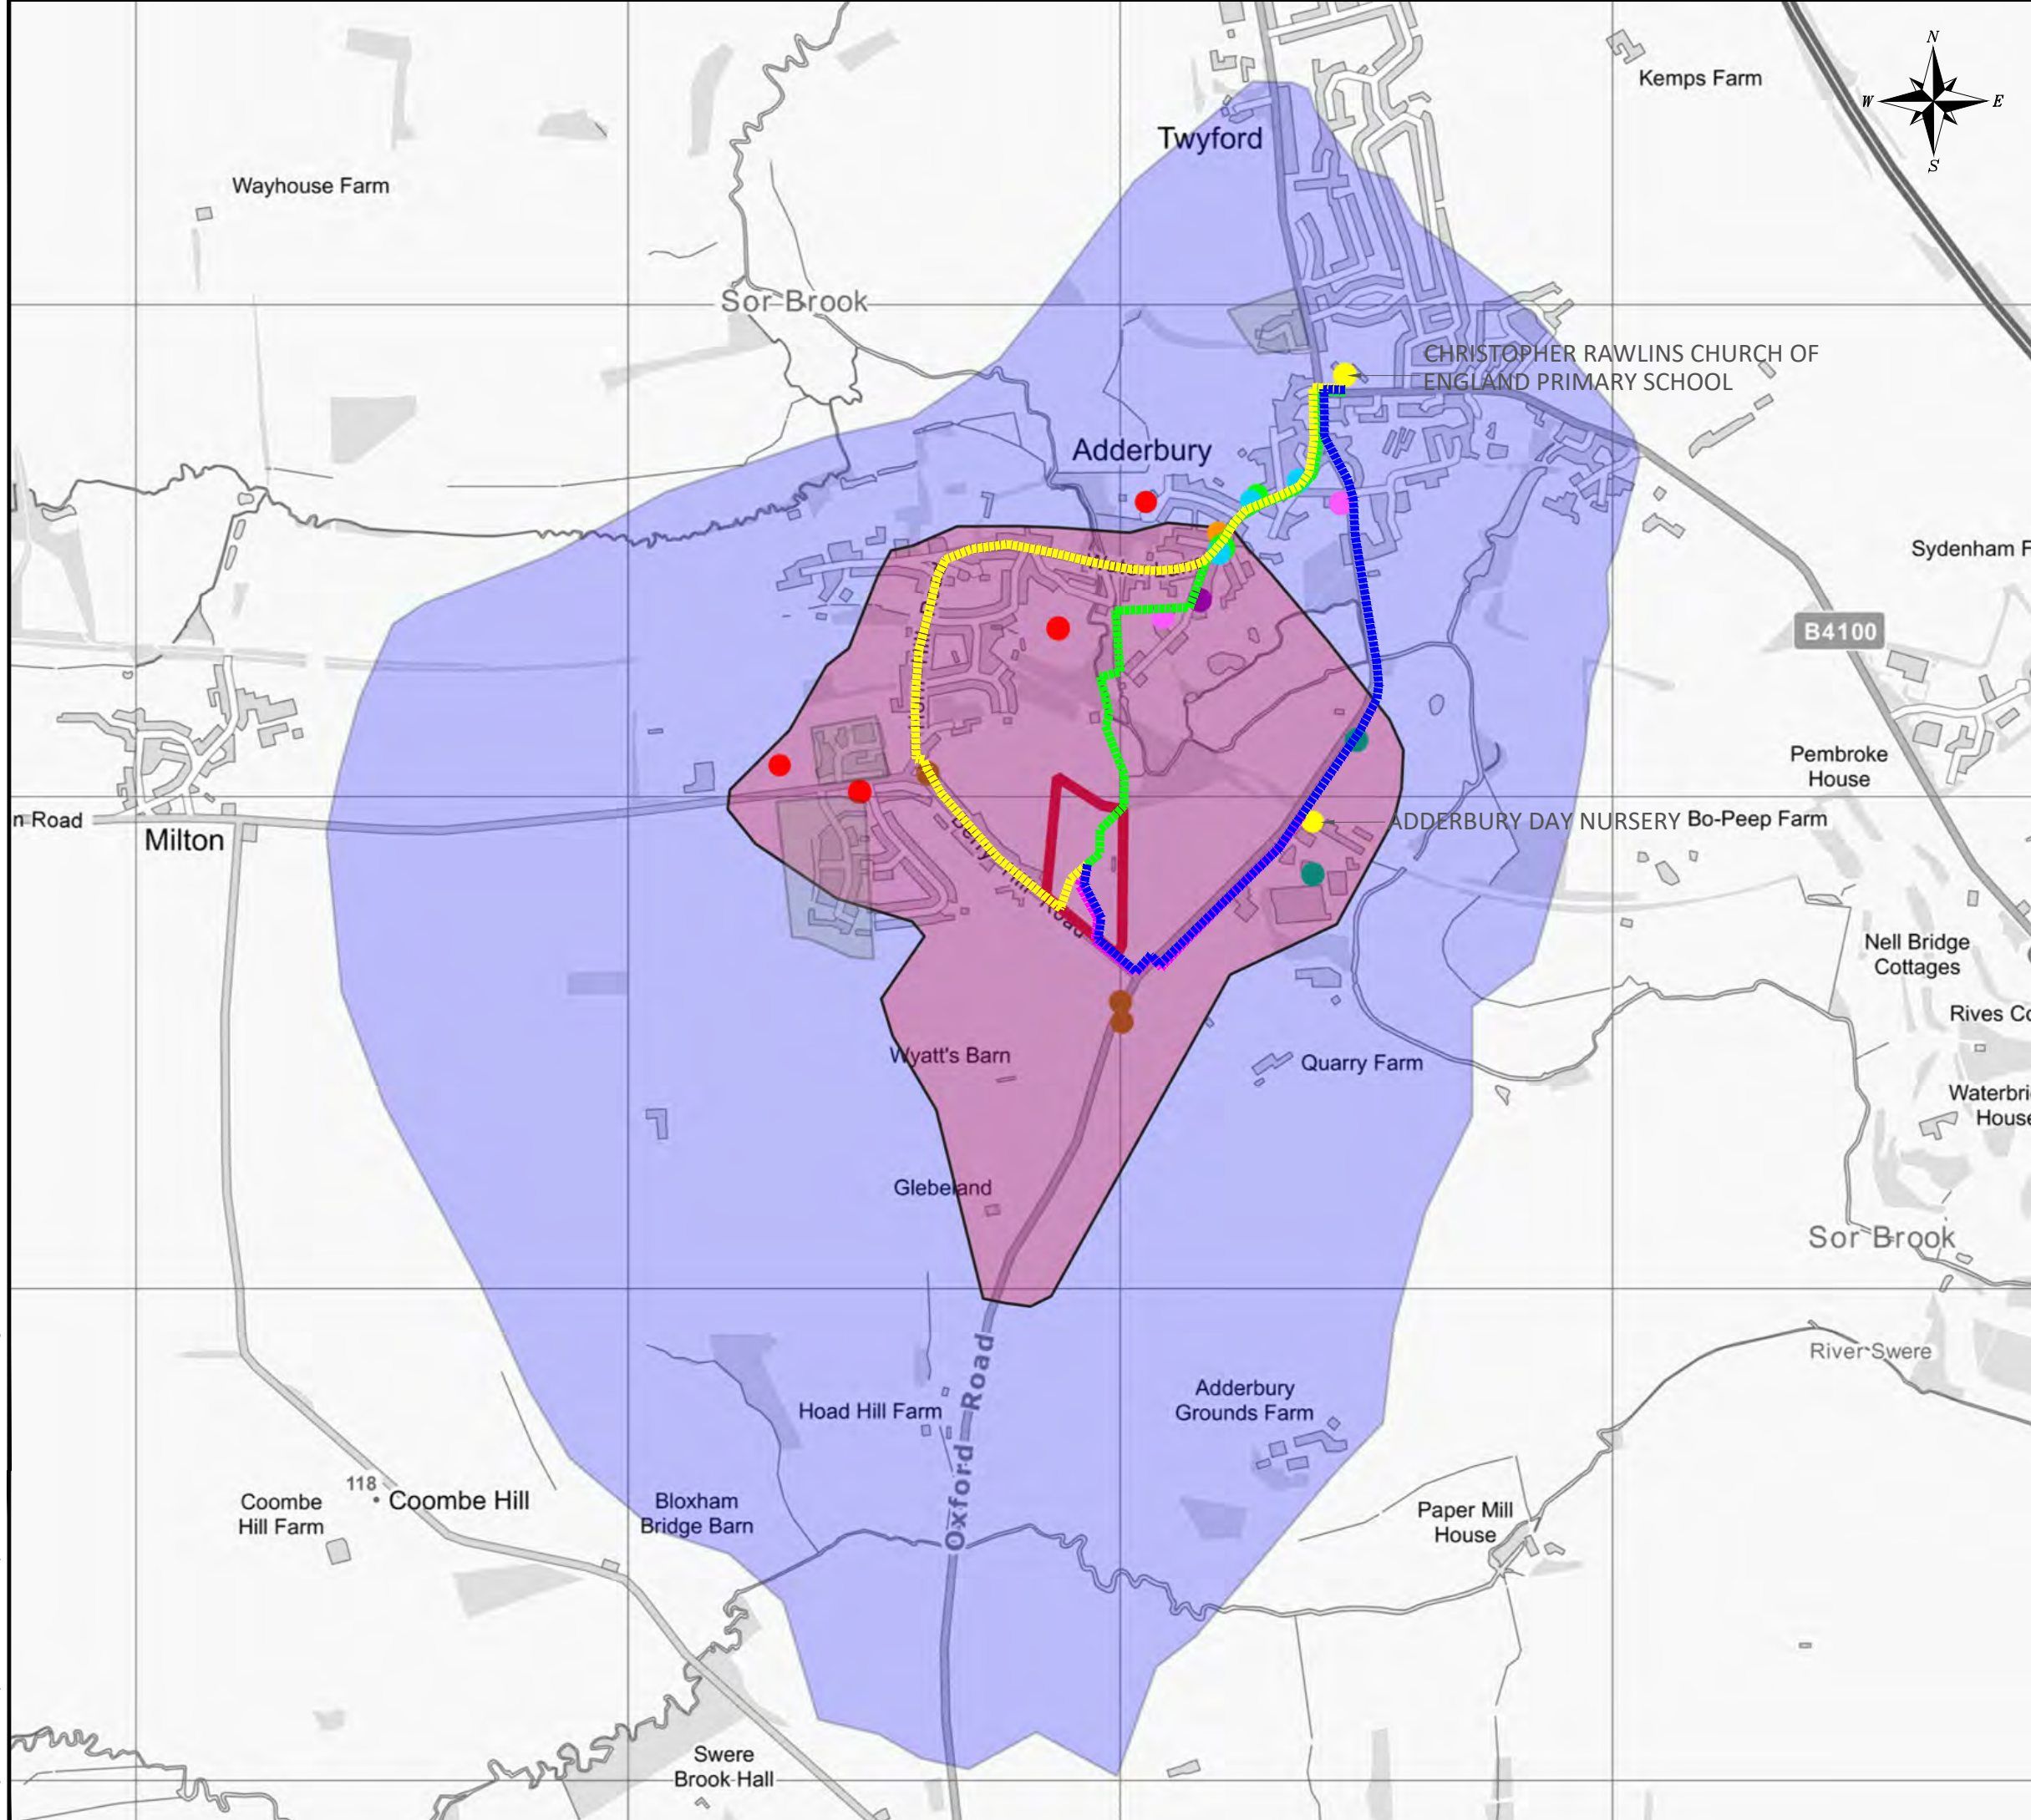 N
Kemps Farm
W
E
Twyford
S
Wayhouse Farm
Sor Brook
CHRISTOPHER RAWLINS CHURCH OF
ENGLAND PRIMARY SCHOOL
Adderbury
Sydenham F
B4100
Pembroke
House
n Road
Milton
Berry Hill Road
ADDERBURY DAY NURSERY
Bo-Peep Farm
Nell Bridge
Cottages
Rives Co
Wyatt's Barn
Quarry Farm
Waterbri
House
Glebeland
Sor Brook
River Swere
Oxford Road
Adderbury
Grounds Farm
Hoad Hill Farm
118
Coombe Hill
Coombe
Hill Farm
Bloxham
Bridge Barn
Paper Mill
House
Swere
Brook Hall